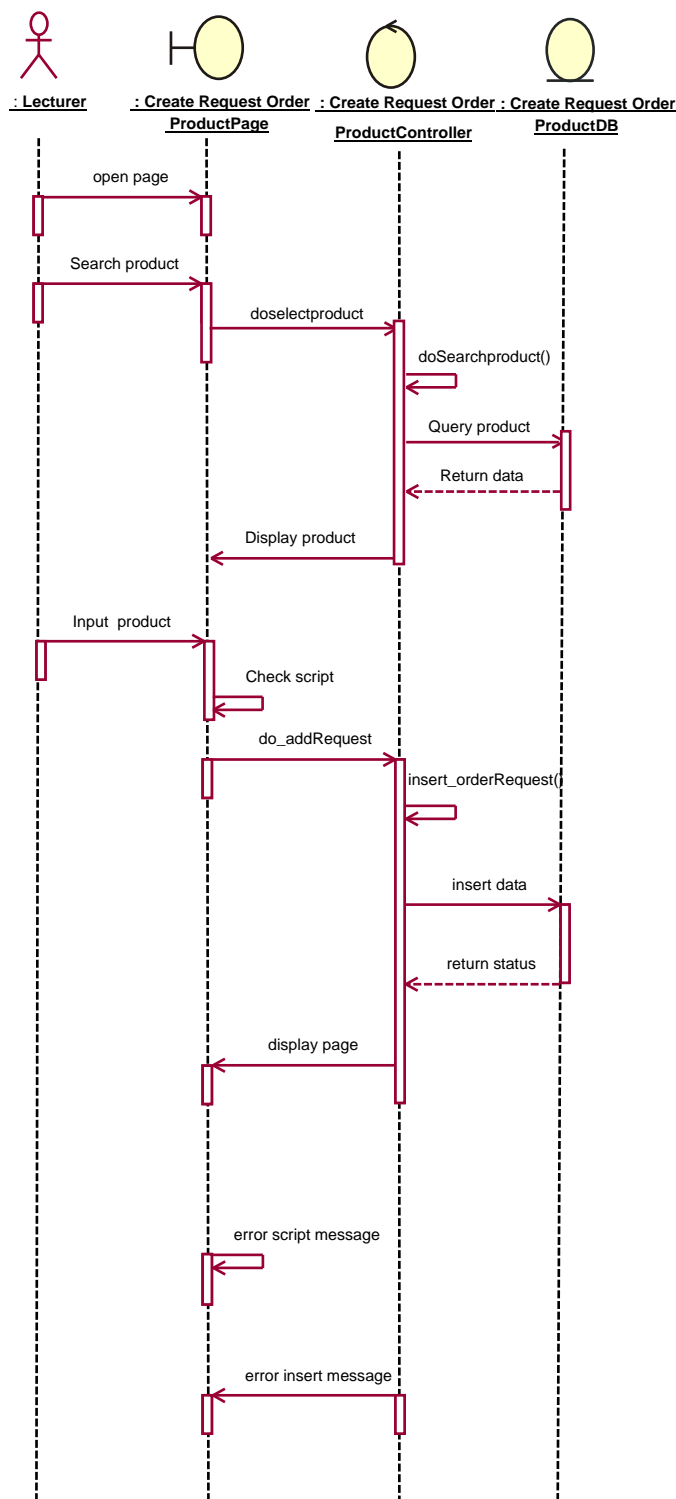 : Lecturer
: Create Request Order
ProductPage
: Create Request Order
ProductController
: Create Request Order
ProductDB
open page
Search product
doselectproduct
doSearchproduct()
Query product
Return data
Display product
Input  product
Check script
do_addRequest
insert_orderRequest()
insert data
return status
display page
error script message
error insert message